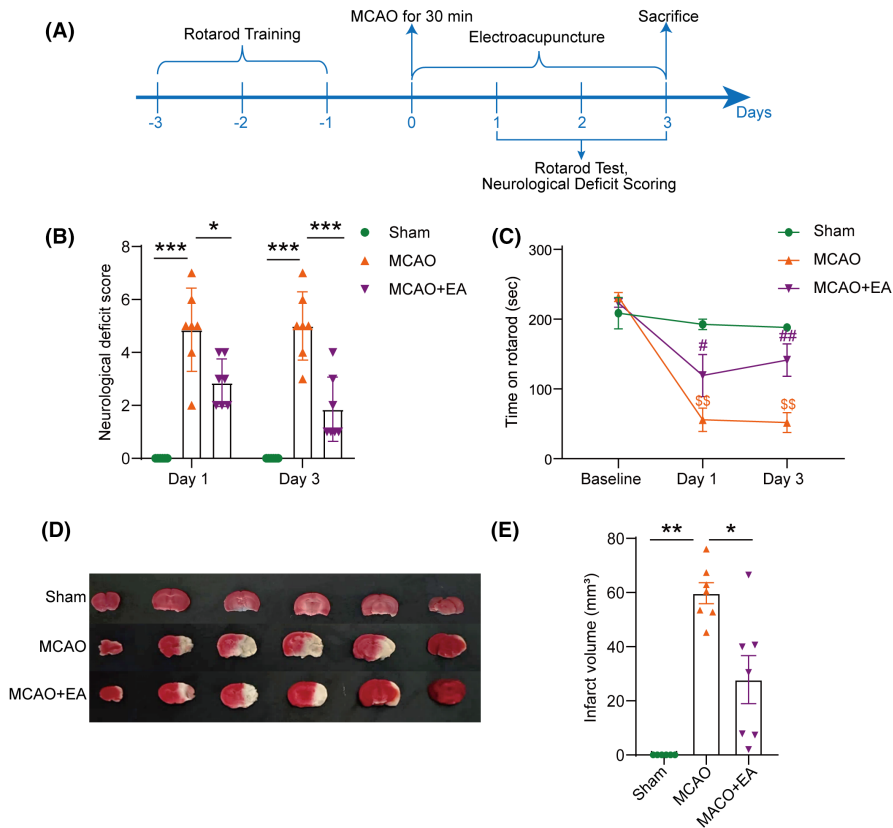 (A)
MCAO for 30 min
Sacrifice
Rotarod Training
Electroacupuncture
-3 -2 -1 0 1 2 3
Days
Rotarod Test,
Neurological Deficit Scoring
(B)
*** * *** ***
Sham
MCAO
MCAO+EA
Neurological deficit score
8
6
4
2
0
Day 1 Day 3
(C)
Sham
MCAO
MCAO+EA
Time on rotarod (sec)
300
200
100
0
# ##
$$ $$
Baseline Day 1 Day 3
(D)
Sham
MCAO
MCAO+EA
(E)
** *
Infarct volume (mm³)
80
60
40
20
0
Sham
MCAO
MACO+EA